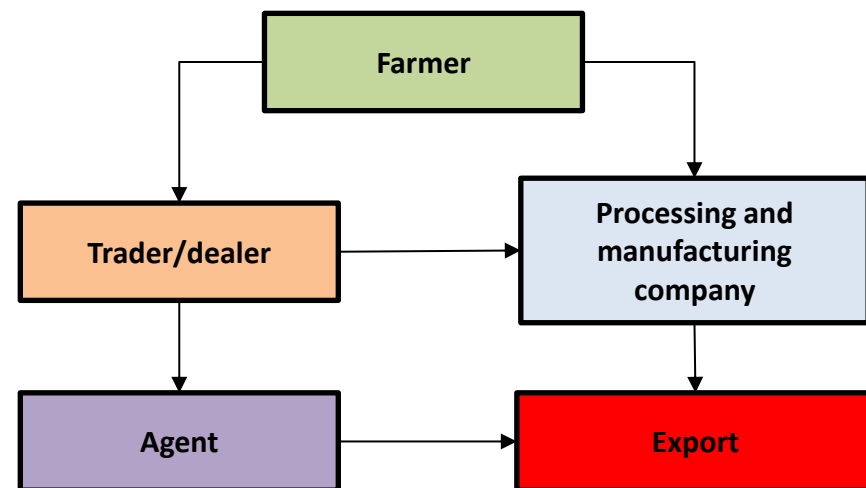 Farmer
Trader/dealer
Processing and
manufacturing
company
Agent
Export